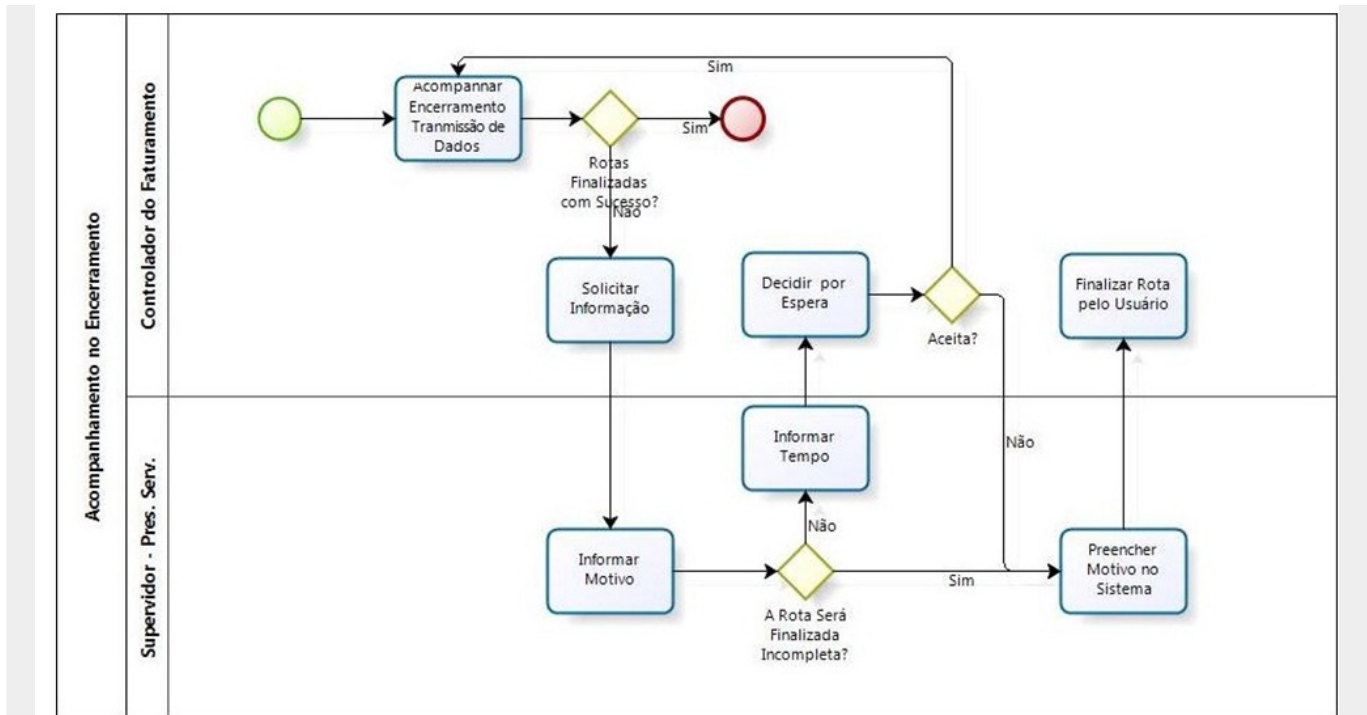 Acompanhamento no Encerramento
Controlador do Faturamento
Acompanhar
Encerramento
Tranmissão de
Dados
Sim
Sim
Rotas
Finalizadas
com Sucesso?
Não
Solicitar
Informação
Decidir por
Espera
Aceita?
Finalizar Rota
pelo Usuário
Supervisor - Pres. Serv.
Informar
Tempo
Não
Não
Informar
Motivo
Sim
A Rota Será
Finalizada
Incompleta?
Preencher
Motivo no
Sistema